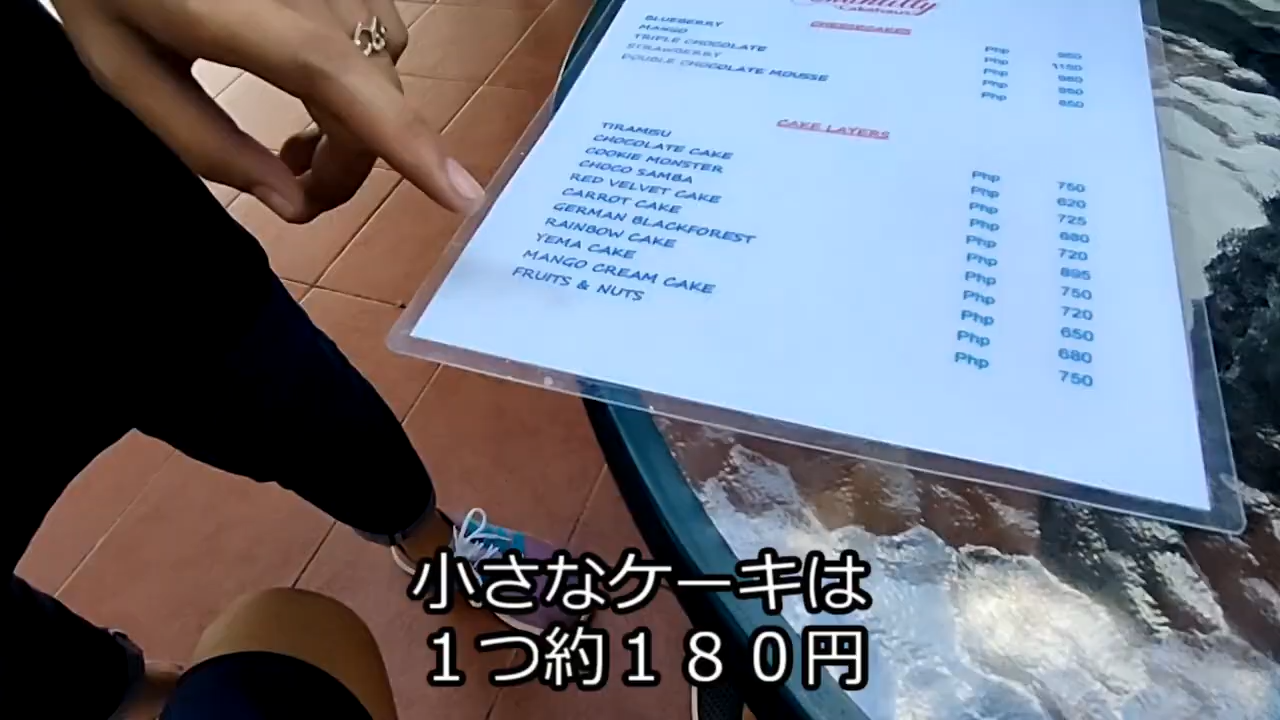 CHEESECAKES
BLUEBERRY Php
MANGO Php 1150
TRIPLE CHOCOLATE Php 980
STRAWBERRY Php 950
DOUBLE CHOCOLATE MOUSSE Php 850
CAKE LAYERS
TIRAMISU Php 750
CHOCOLATE CAKE Php 620
COOKIE MONSTER Php 725
CHOCO SAMBA Php 680
RED VELVET CAKE Php 720
CARROT CAKE Php 895
GERMAN BLACKFOREST Php 750
RAINBOW CAKE Php 720
YEMA CAKE Php 650
MANGO CREAM CAKE Php 680
FRUITS & NUTS Php 750
小さなケーキは
１つ約１８０円